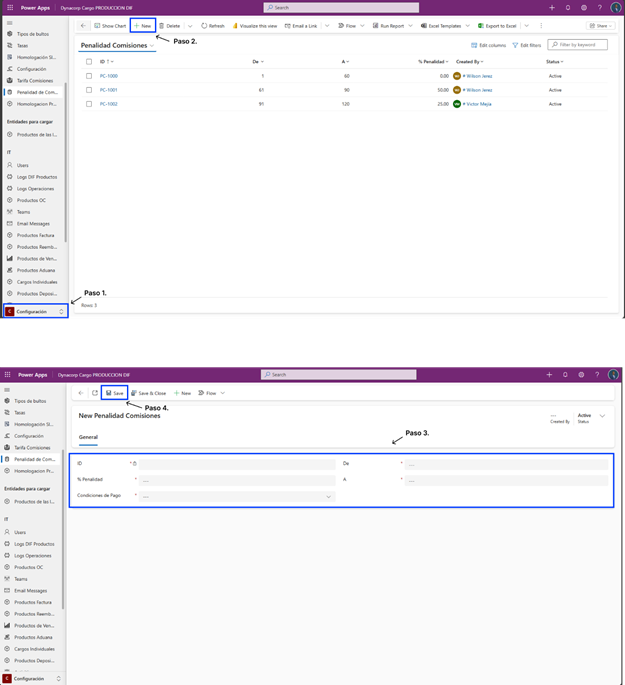 Power Apps Dynacorp Cargo PRODUCCION DIF Search
Show Chart New Delete Refresh Visualize this view Email a Link Flow Run Report Excel Templates Export to Excel Share
Paso 2.
Penalidad Comisiones Edit columns Edit filters Filter by keyword
ID De A % Penalidad Created By Status
PC-1000 1 60 0.00 Wilson Jerez Active
PC-1001 61 90 50.00 Wilson Jerez Active
PC-1002 91 120 25.00 Victor Mejia Active
Tipos de bultos
Tasas
Homologación SI...
Configuración
Tarifa Comisiones
Penalidad de Com...
Homologacion Pr...
Entidades para cargar
Productos de las I...
IT
Users
Logs DIF Productos
Logs Operaciones
Productos OC
Teams
Email Messages
Productos Factura
Productos Reemb...
Productos de Ven...
Productos Aduana
Cargos Individuales
Productos Deposi...
Paso 1.
C Configuración
Rows 3
Power Apps Dynacorp Cargo PRODUCCION DIF Search
Save Save & Close New Flow
Paso 4.
New Penalidad Comisiones
---
Created By
Active
Status
General
Paso 3.
ID * De * ---
% Penalidad * --- A * ---
Condiciones de Pago * ---
Tipos de bultos
Tasas
Homologación SI...
Configuración
Tarifa Comisiones
Penalidad de Com...
Homologacion Pr...
Entidades para cargar
Productos de las I...
IT
Users
Logs DIF Productos
Logs Operaciones
Productos OC
Teams
Email Messages
Productos Factura
Productos Reemb...
Productos de Ven...
Productos Aduana
Cargos Individuales
Productos Deposi...
C Configuración